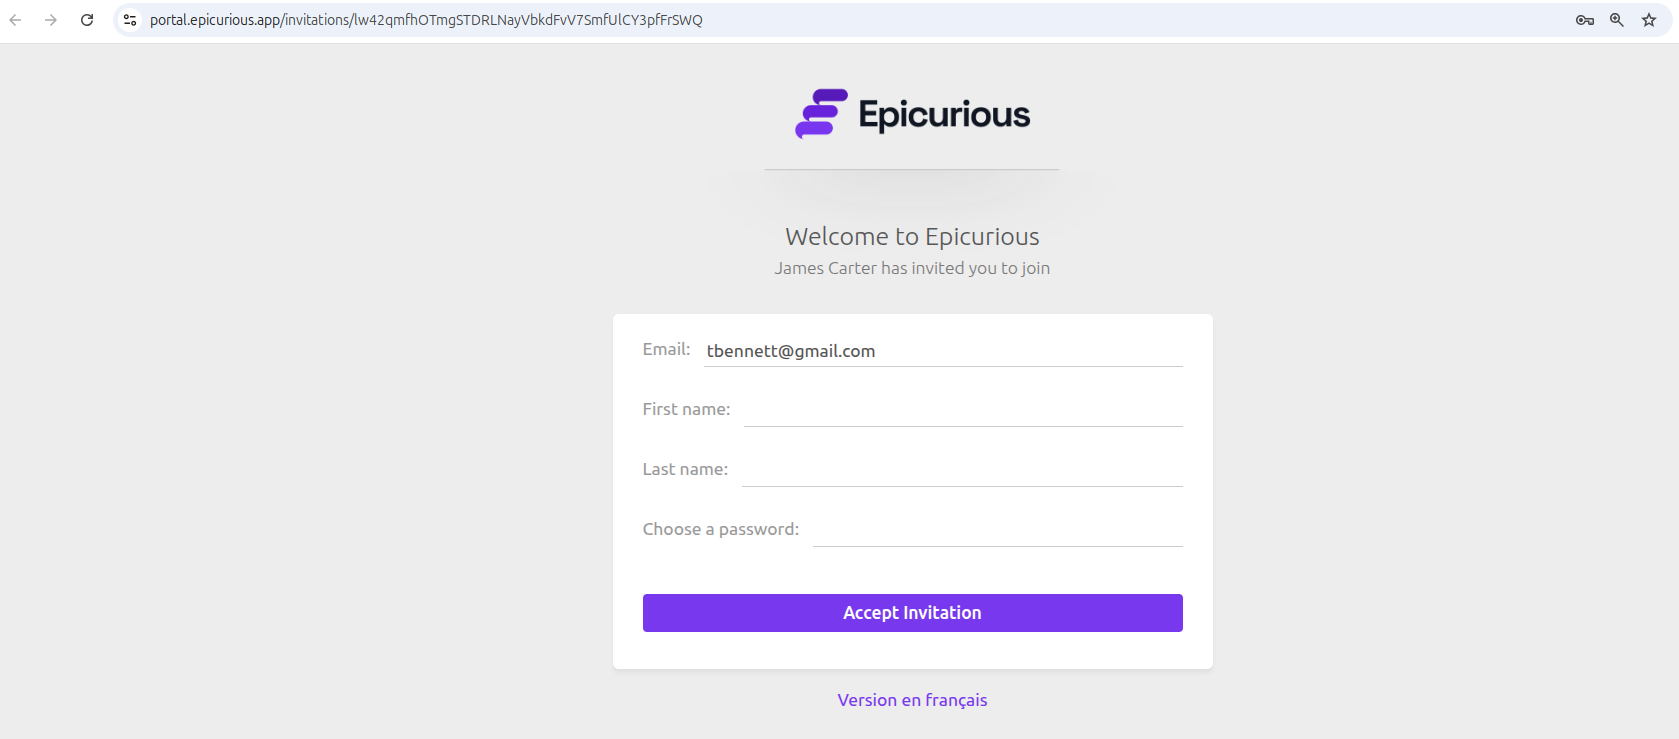 portal.epicurious.app/invitations/lw42qmfhOTmgSTDRLNayVbkdFvV7SmfUlCY3pfFrSWQ
Epicurious
Welcome to Epicurious
James Carter has invited you to join
Email: tbennett@gmail.com
First name:
Last name:
Choose a password:
Accept Invitation
Version en français